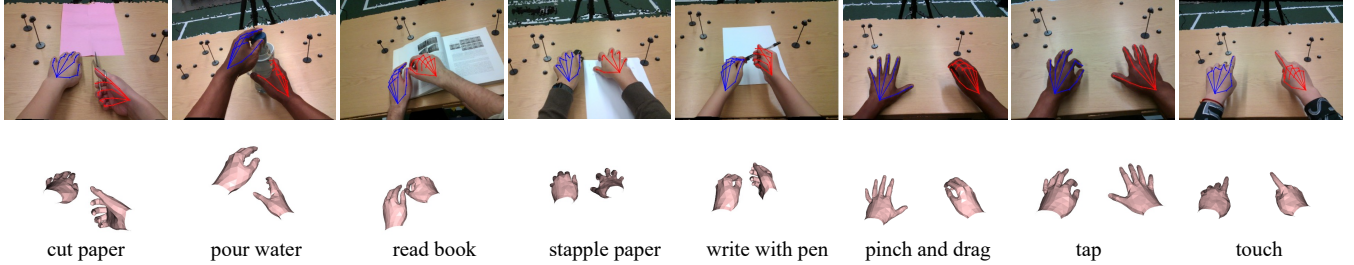 cut paper
pour water
read book
stapple paper
write with pen
pinch and drag
tap
touch